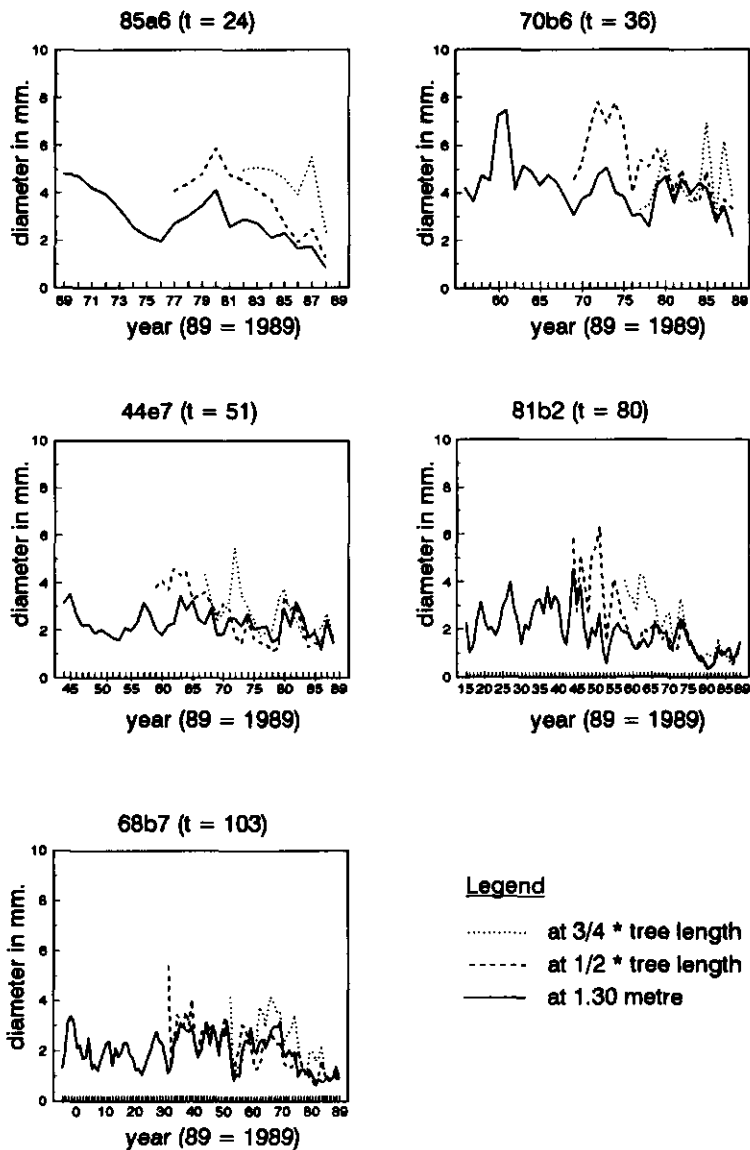 85a6 (t = 24)
70b6 (t = 36)
diameter in mm.
10
8
6
4
2
0
69 71 73 75 77 79 81 83 85 87 89
year (89 = 1989)
diameter in mm.
10
8
6
4
2
0
60 65 70 75 80 85 89
year (89 = 1989)
44e7 (t = 51)
81b2 (t = 80)
diameter in mm.
10
8
6
4
2
0
45 50 55 60 65 70 75 80 85 89
year (89 = 1989)
diameter in mm.
10
8
6
4
2
0
15 20 25 30 35 40 45 50 55 60 65 70 75 80 85 89
year (89 = 1989)
68b7 (t = 103)
diameter in mm.
10
8
6
4
2
0
0 10 20 30 40 50 60 70 80 89
year (89 = 1989)
Legend
at 3/4 * tree length
at 1/2 * tree length
at 1.30 metre